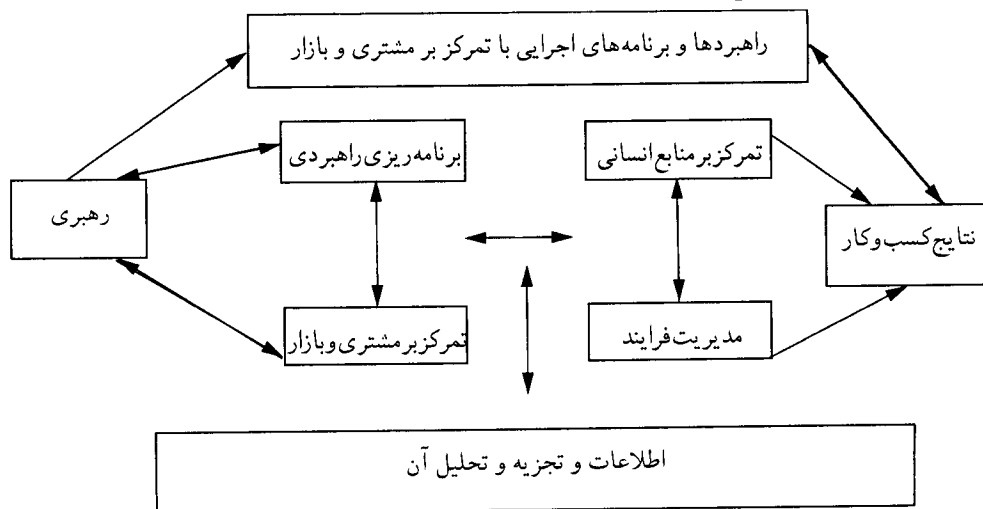 راهبردها و برنامه‌های اجرایی با تمرکز بر مشتری و بازار
تمرکز بر منابع انسانی
برنامه‌ریزی راهبردی
رهبری
نتایج کسب و کار
مدیریت فرایند
تمرکز بر مشتری و بازار
اطلاعات و تجزیه و تحلیل آن